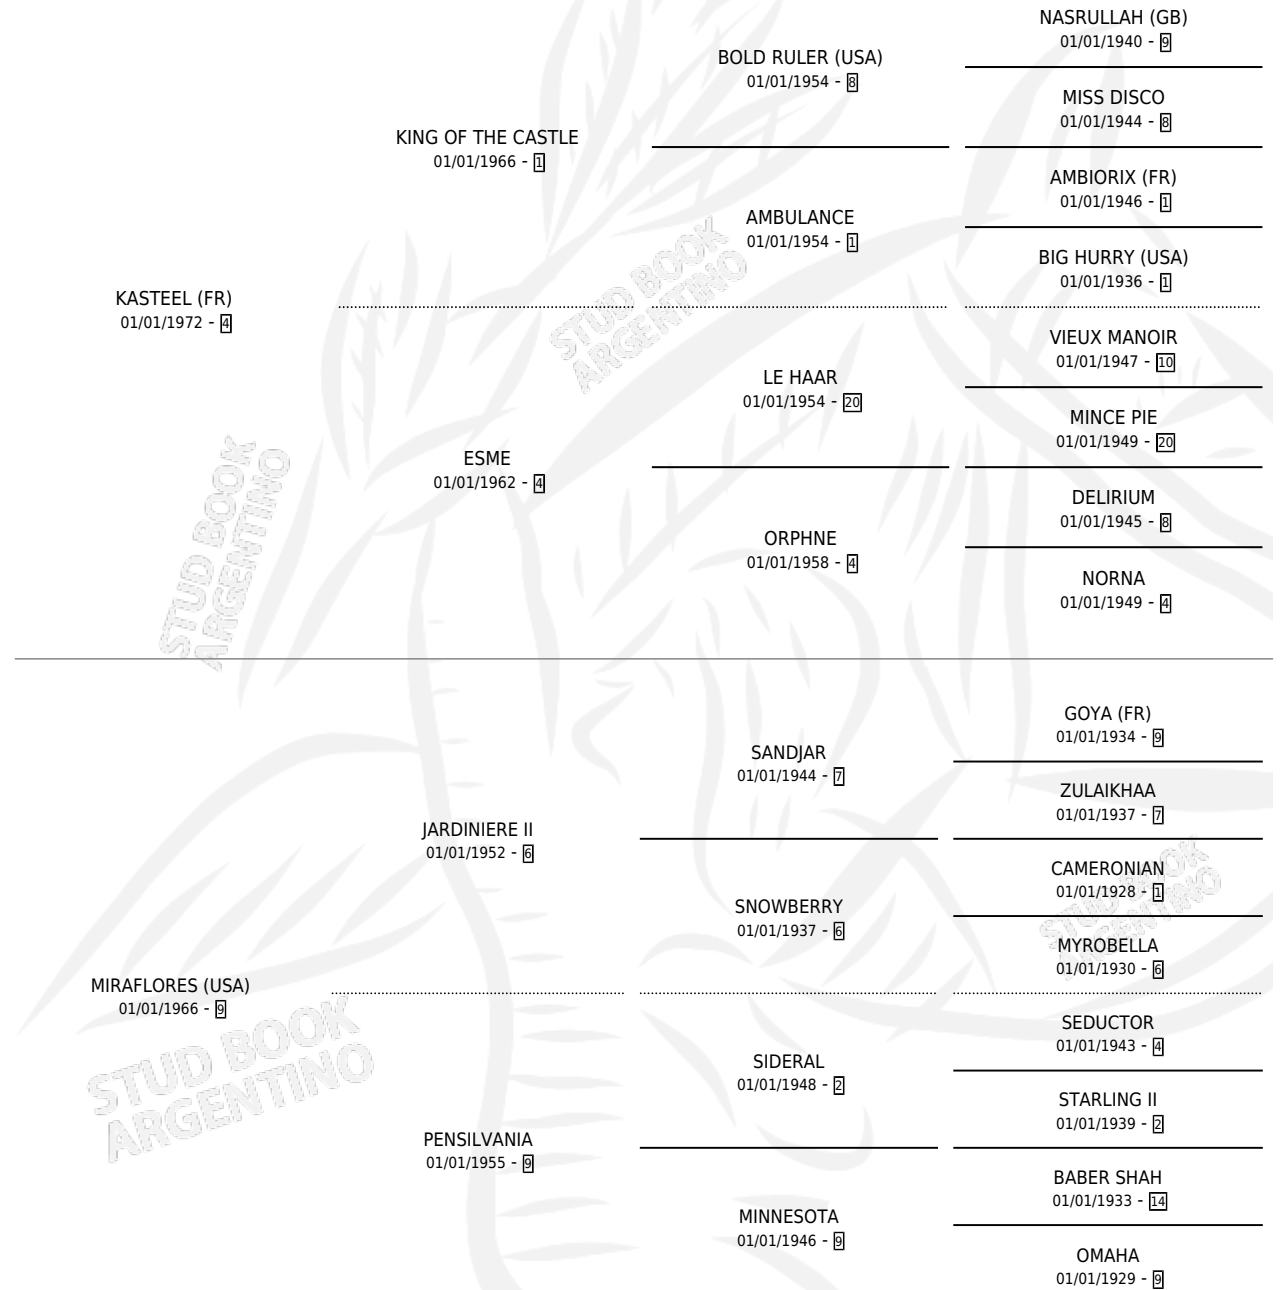 NASRULLAH (GB)
01/01/1940 - 9
BOLD RULER (USA)
01/01/1954 - 8
MISS DISCO
01/01/1944 - 8
KING OF THE CASTLE
01/01/1966 - 1
AMBIORIX (FR)
01/01/1946 - 1
AMBULANCE
01/01/1954 - 1
BIG HURRY (USA)
01/01/1936 - 1
KASTEEL (FR)
01/01/1972 - 4
STUD BOOK
ARGENTINO
VIEUX MANOIR
01/01/1947 - 10
LE HAAR
01/01/1954 - 20
MINCE PIE
01/01/1949 - 20
ESME
01/01/1962 - 4
STUD BOOK
ARGENTINO
DELIRIUM
01/01/1945 - 8
ORPHNE
01/01/1958 - 4
NORNA
01/01/1949 - 4
GOYA (FR)
01/01/1934 - 9
SANDJAR
01/01/1944 - 7
ZULAIKHAA
01/01/1937 - 7
JARDINIERE II
01/01/1952 - 6
CAMERONIAN
01/01/1928 - 1
STUD BOOK
ARGENTINO
SNOWBERRY
01/01/1937 - 6
MYROBELLA
01/01/1930 - 6
MIRAFLORES (USA)
01/01/1966 - 9
STUD BOOK
ARGENTINO
SEDUCTOR
01/01/1943 - 4
SIDERAL
01/01/1948 - 2
STARLING II
01/01/1939 - 2
PENSILVANIA
01/01/1955 - 9
BABER SHAH
01/01/1933 - 14
MINNESOTA
01/01/1946 - 9
OMAHA
01/01/1929 - 9